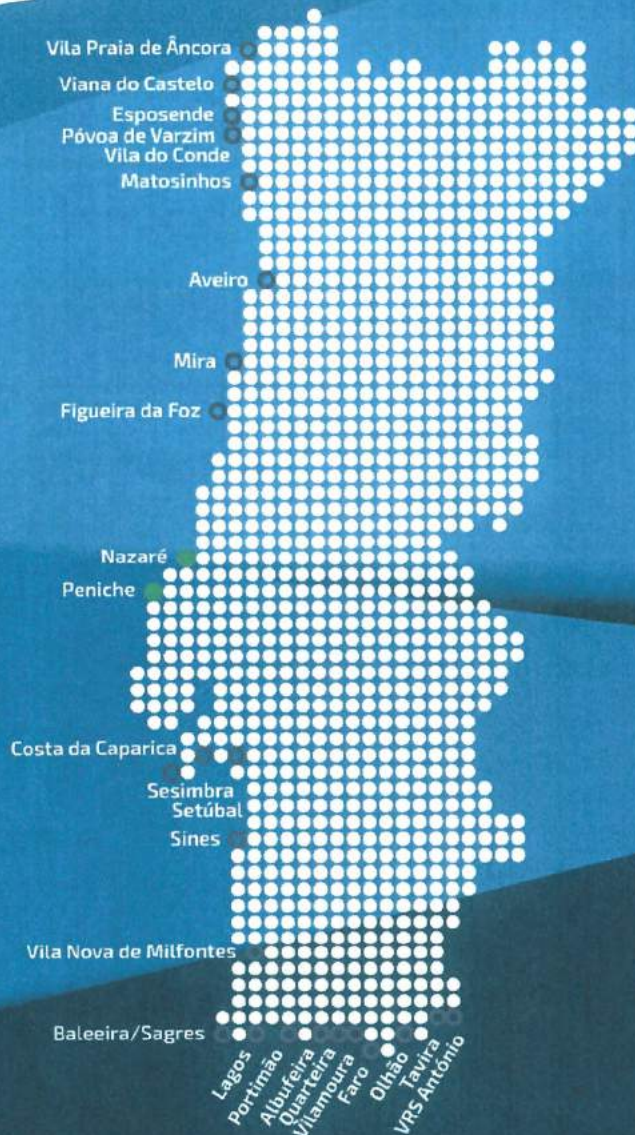 Vila Praia de Âncora
Viana do Castelo
Esposende
Póvoa de Varzim
Vila do Conde
Matosinhos
Aveiro
Mira
Figueira da Foz
Nazaré
Peniche
Costa da Caparica
Sesimbra
Setúbal
Sines
Vila Nova de Milfontes
Baleeira/Sagres
Lagos
Portimão
Albufeira
Quarteira
Vilamoura
Faro
Olhão
Tavira
VRS António